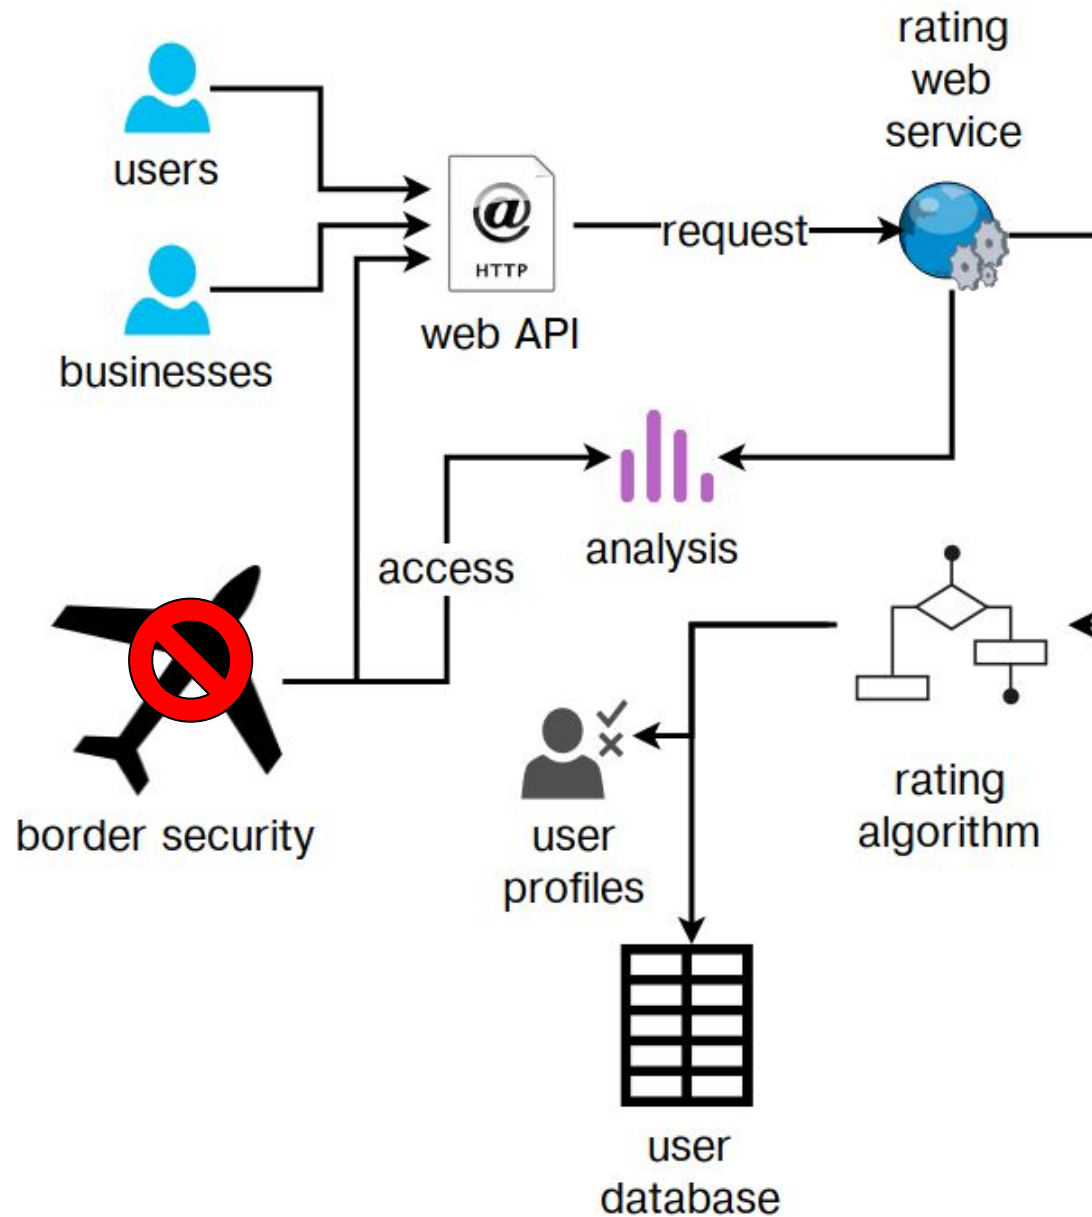 rating
web
service
users
@
HTTP
request
web API
businesses
analysis
access
border security
rating
algorithm
user
profiles
user
database